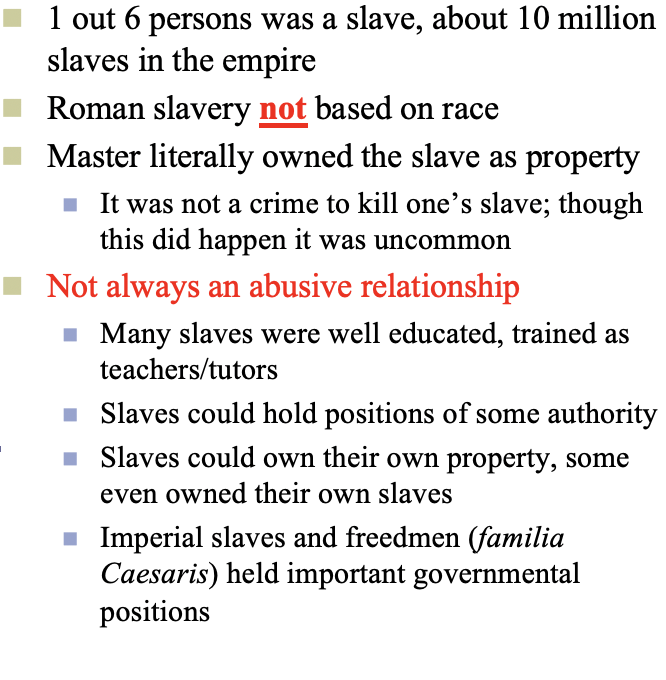 1 out 6 persons was a slave, about 10 million
slaves in the empire
Roman slavery not based on race
Master literally owned the slave as property
It was not a crime to kill one’s slave; though
this did happen it was uncommon
Not always an abusive relationship
Many slaves were well educated, trained as
teachers/tutors
Slaves could hold positions of some authority
Slaves could own their own property, some
even owned their own slaves
Imperial slaves and freedmen (familia
Caesaris) held important governmental
positions